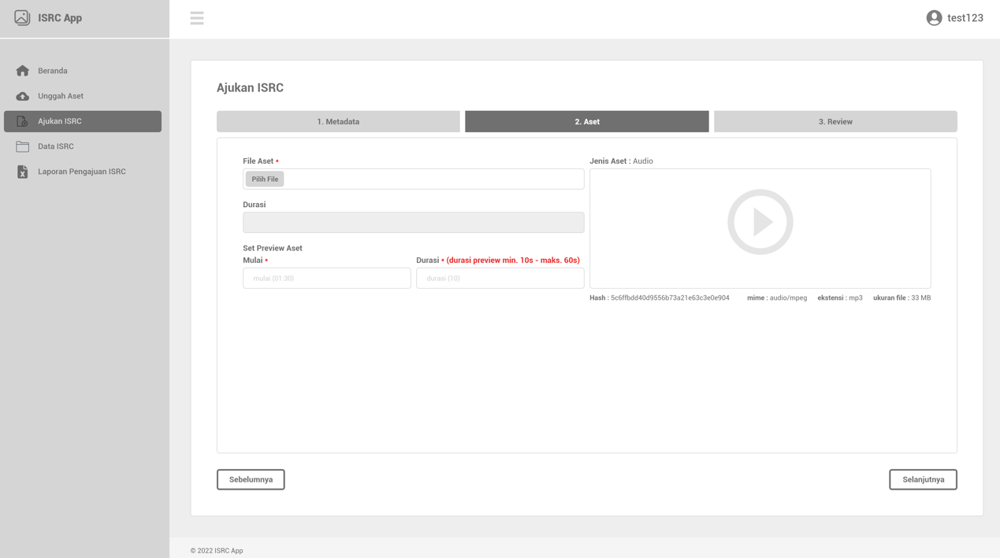 ISRC App
test123
Beranda
Unggah Aset
Ajukan ISRC
Data ISRC
Laporan Pengajuan ISRC
Ajukan ISRC
1. Metadata
2. Aset
3. Review
File Aset *
Pilih File
Durasi
Set Preview Aset
Mulai *
mulai (01:30)
Durasi * (durasi preview min. 10s - maks. 60s)
durasi (10)
Jenis Aset : Audio
Hash : 5c6ffbdd40d9556b73a21e63c3e0e904 mime : audio/mpeg ekstensi : mp3 ukuran file : 33 MB
Sebelumnya
Selanjutnya
© 2022 ISRC App